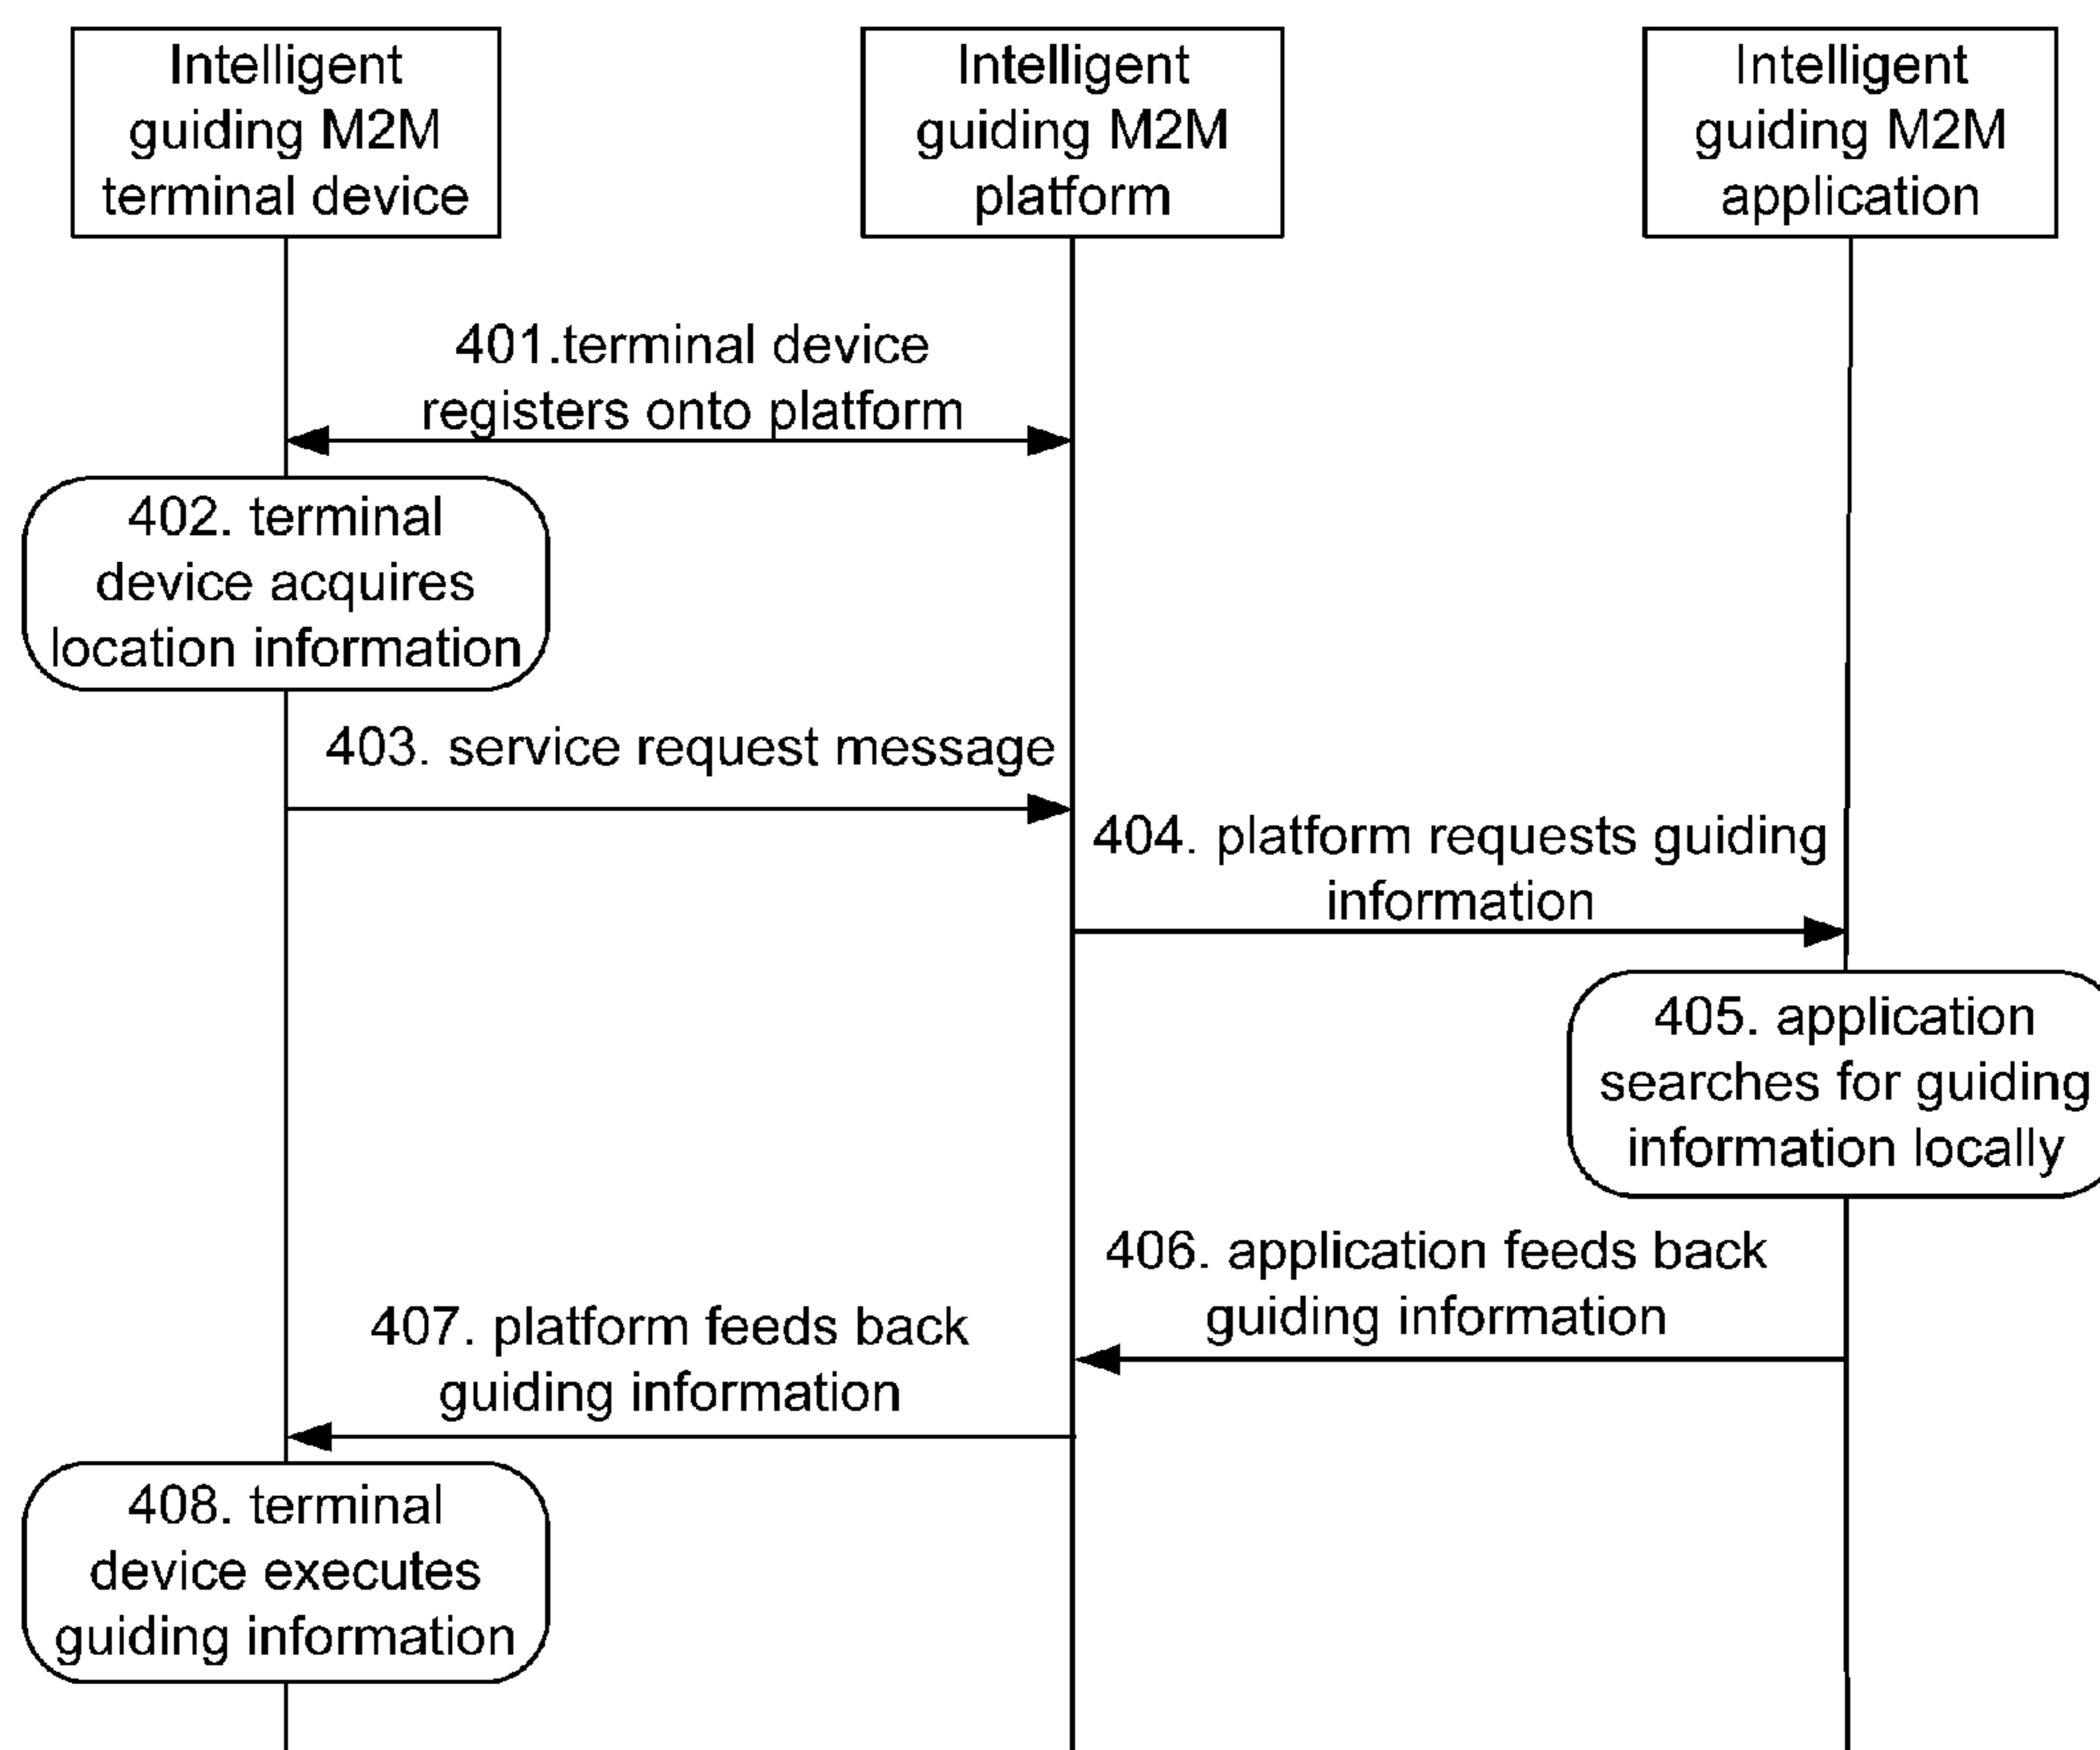 Intelligent
guiding M2M
terminal device
Intelligent
guiding M2M
platform
Intelligent
guiding M2M
application
401.terminal device
registers onto platform
402. terminal
device acquires
location information
403. service request message
404. platform requests guiding
information
405. application
searches for guiding
information locally
406. application feeds back
guiding information
407. platform feeds back
guiding information
408. terminal
device executes
guiding information